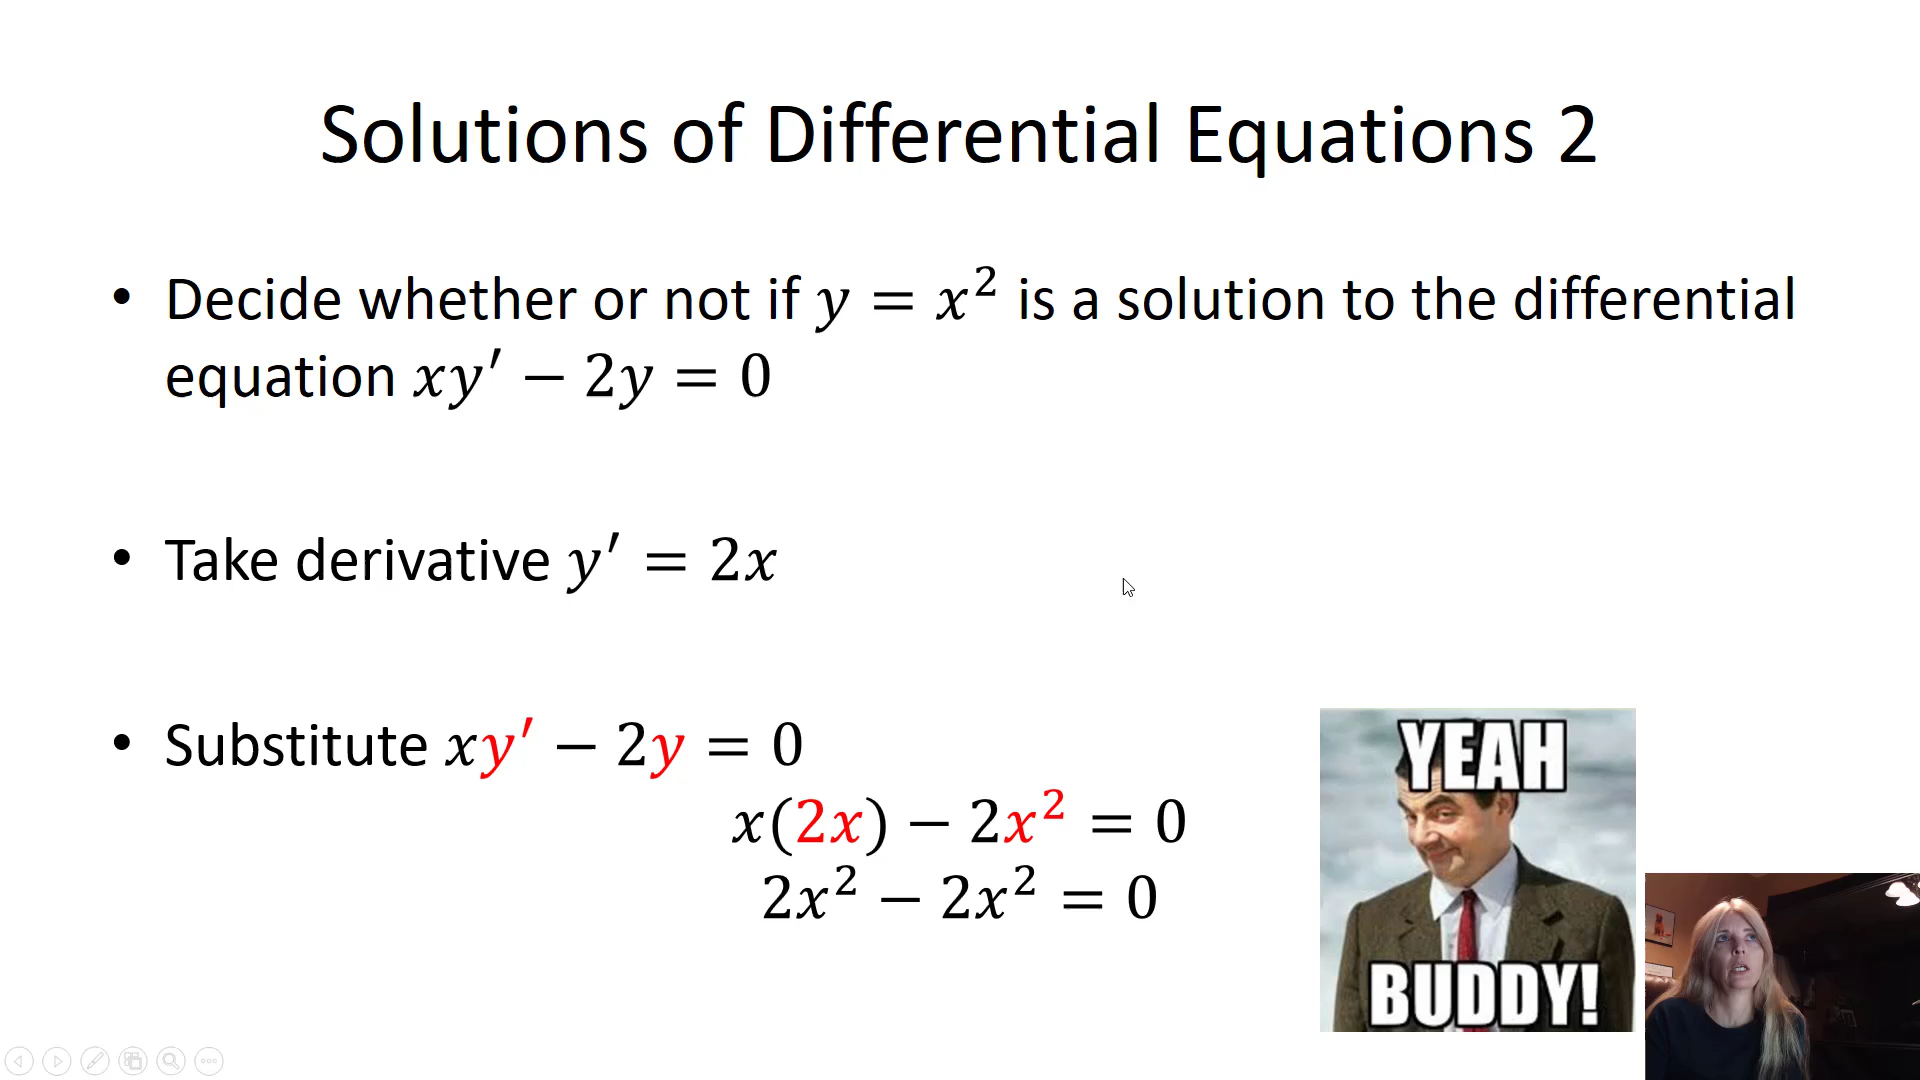 Solutions of Differential Equations 2
• Decide whether or not if y = x² is a solution to the differential
equation xy′ − 2y = 0
• Take derivative y′ = 2x
• Substitute xy′ − 2y = 0
x(2x) − 2x² = 0
2x² − 2x² = 0
YEAH
BUDDY!